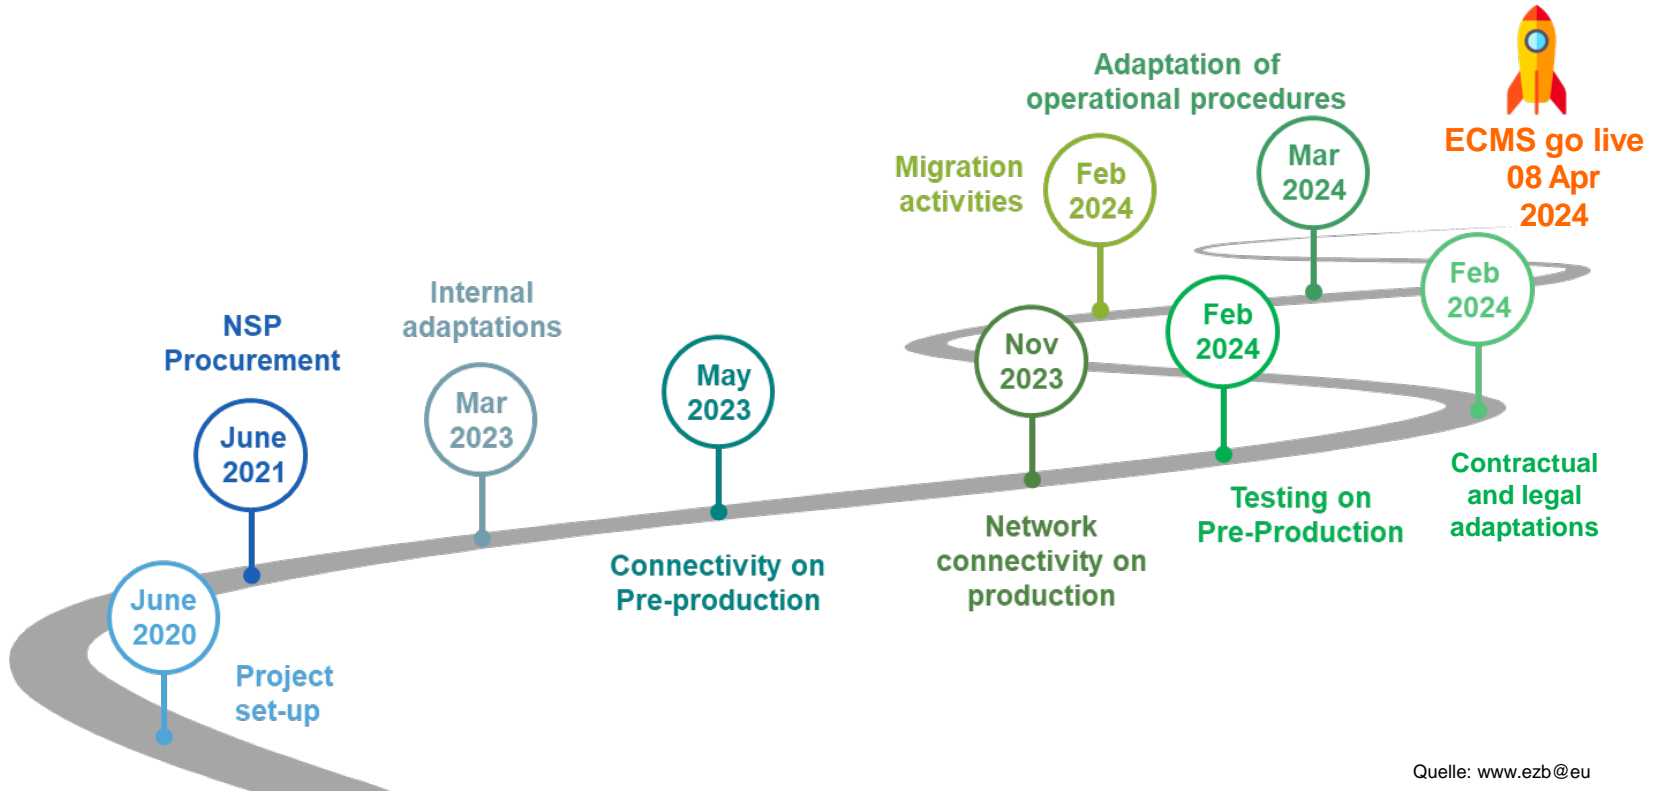 Adaptation of
operational procedures
ECMS go live
08 Apr
2024
Migration
activities
Feb
2024
Mar
2024
Feb
2024
Internal
adaptations
NSP
Procurement
Nov
2023
Feb
2024
May
2023
Mar
2023
June
2021
Contractual
and legal
adaptations
Testing on
Pre-Production
Network
connectivity on
production
Connectivity on
Pre-production
June
2020
Project
set-up
Quelle: www.ezb@eu